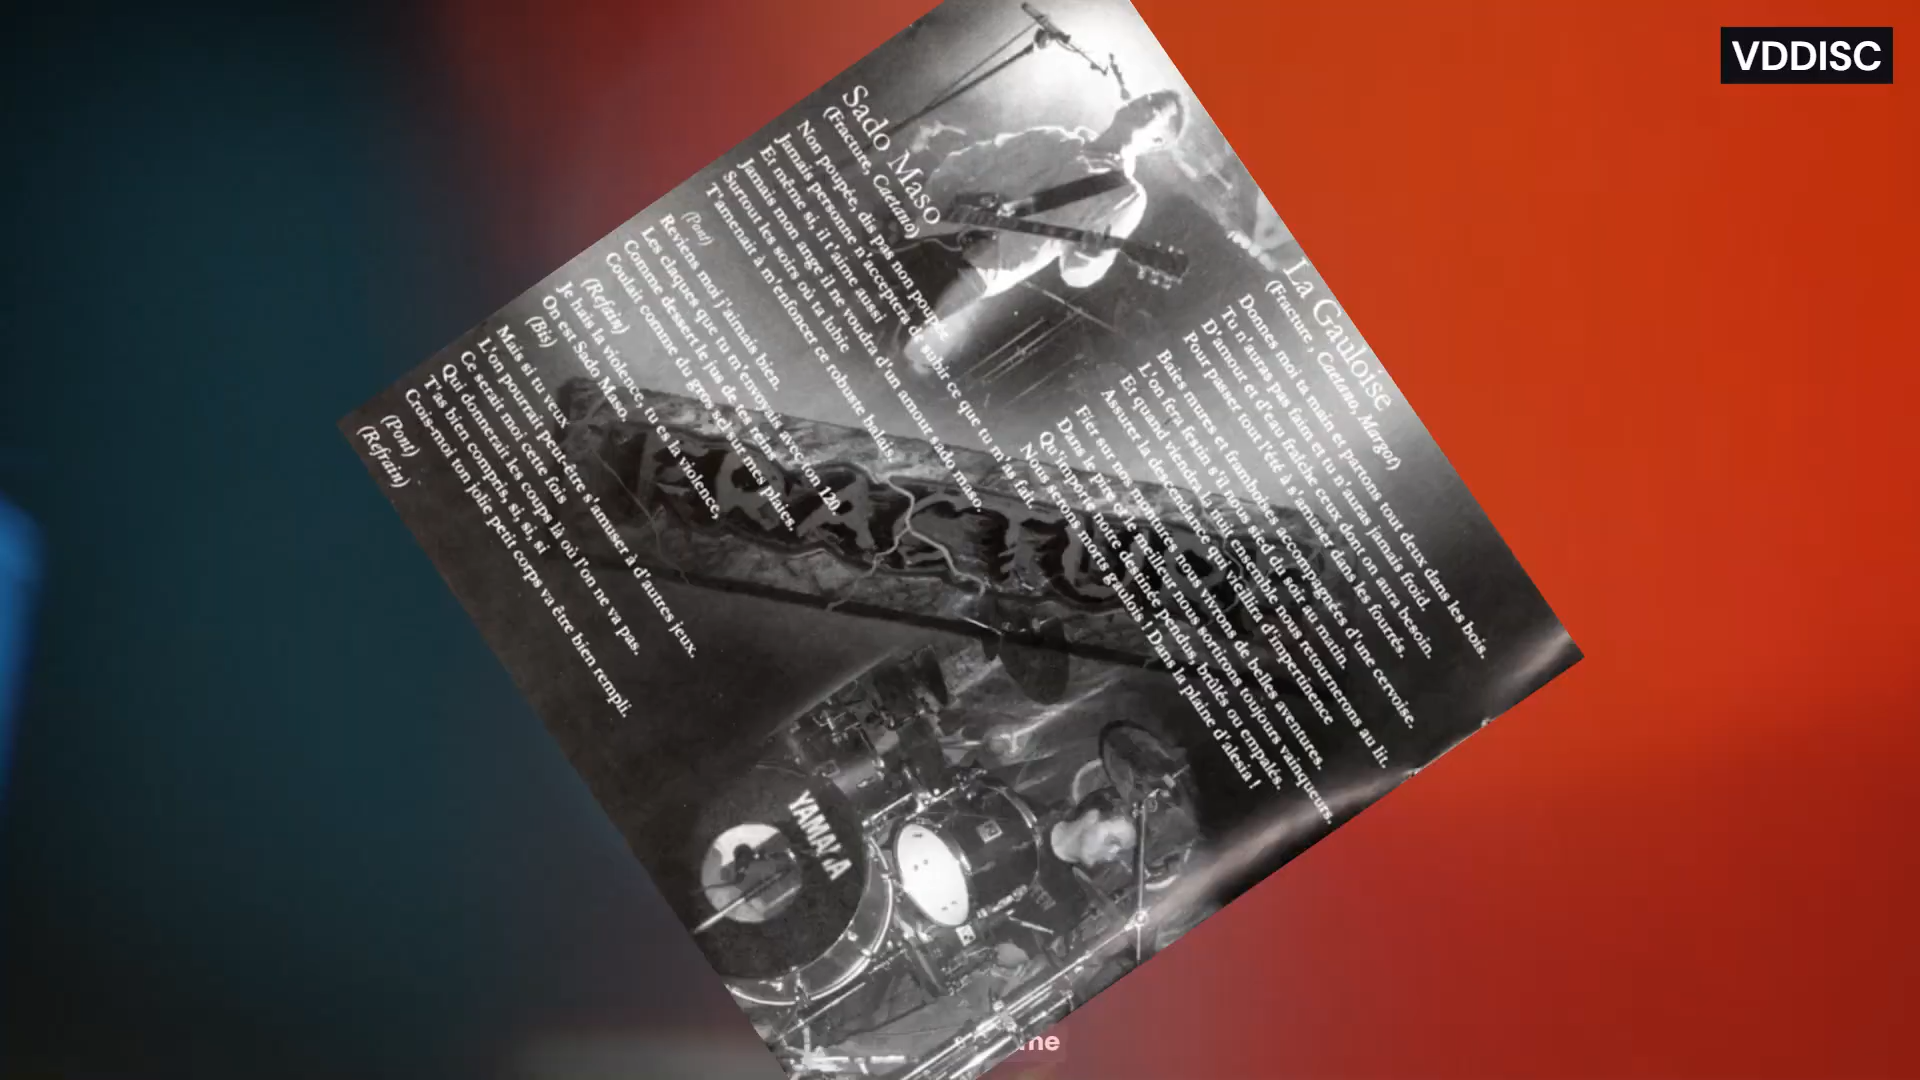 VDDISC
Sado Maso
(Fracture, Caetano)
Non poupée, dis pas non poupée
Jamais personne n'acceptera de subir ce que tu m'as fait.
Et même si, il t'aime aussi
Jamais mon ange il ne voudra d'un amour sado maso.
Surtout les soirs où ta lubie
T'amenait à m'enfoncer ce robuste balais.
(Pont)
Reviens moi j'aimais bien.
Les claques que tu m'envoyais avec ton 120.
Comme dessert le jus de tes reins
Coulait comme du gros sel sur mes plaies.
(Refrain)
Je hais la violence, tu es la violence,
On est Sado Maso.
(Bis)
Mais si tu veux
L'on pourrai peut-être s'amuser à d'autres jeux.
Ce serait moi cette fois
Qui donnerait les coups là où l'on ne va pas.
T'as bien compris, si, si, si
Crois-moi ton jolie petit corps va être bien rempli.
(Pont)
(Refrain)
La Gauloise
(Fracture , Caetano, Margot)
Donnes moi ta main et partons tout deux dans les bois.
Tu n'auras pas faim et tu n'auras jamais froid.
D'amour et d'eau fraîche ceux dont on aura besoin.
Pour passer tout l'été à s'amuser dans les fourrés.
Baies mures et framboises accompagnées d'une cervoise.
L'on fera festin s'il nous sied du soir au matin.
Et quand viendra la nuit ensemble nous retournerons au lit.
Assurer la descendance qui vieillira d'impertinence
Fier sur nos montures nous vivrons de belles aventures.
Dans le pire et le meilleur nous sortirons toujours vainqueurs.
Qu'importe notre destinée pendus, brûlés ou empalés.
Nous serons morts gaulois ! Dans la plaine d'alesia !
FRACTURE
YAMAHA
me